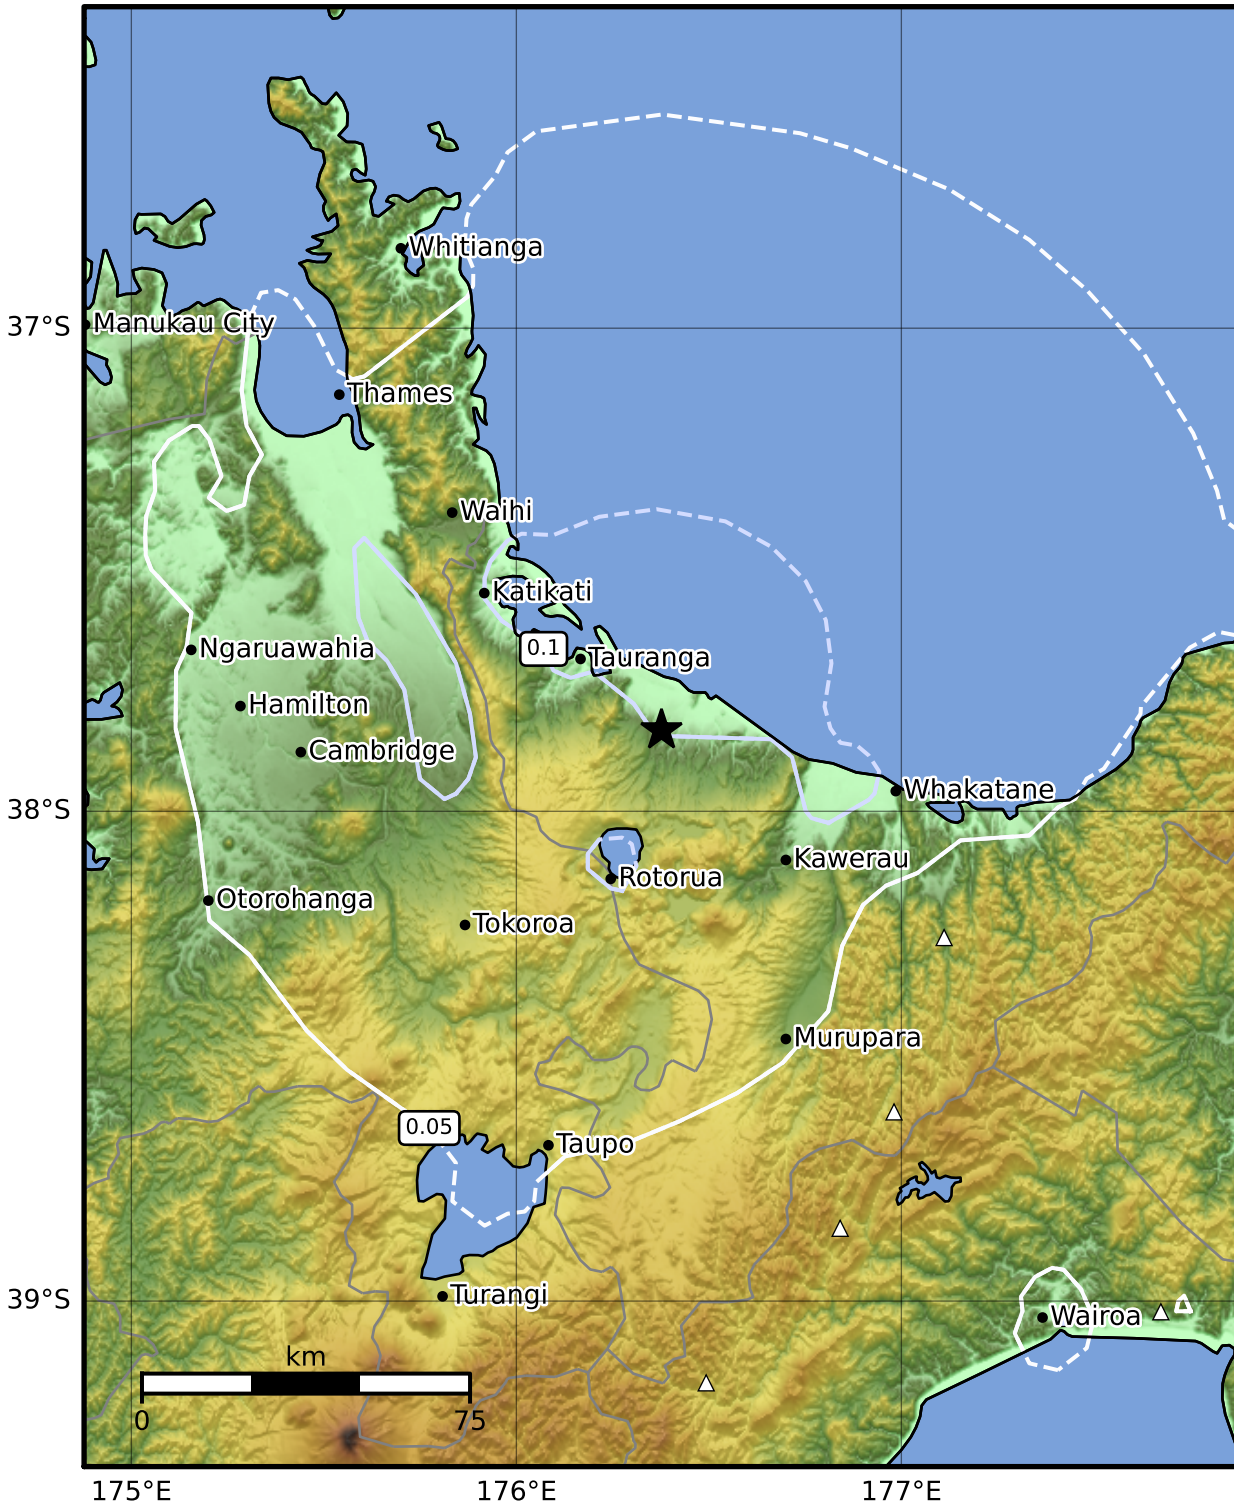 Whitianga
37°S
Manukau City
Thames
Waihi
Katikati
0.1
Tauranga
Ngaruawahia
Hamilton
Cambridge
Whakatane
38°S
Kawerau
Rotorua
Otorohanga
Tokoroa
Murupara
0.05
Taupo
39°S
Turangi
Wairoa
km
0 75
175°E 176°E 177°E